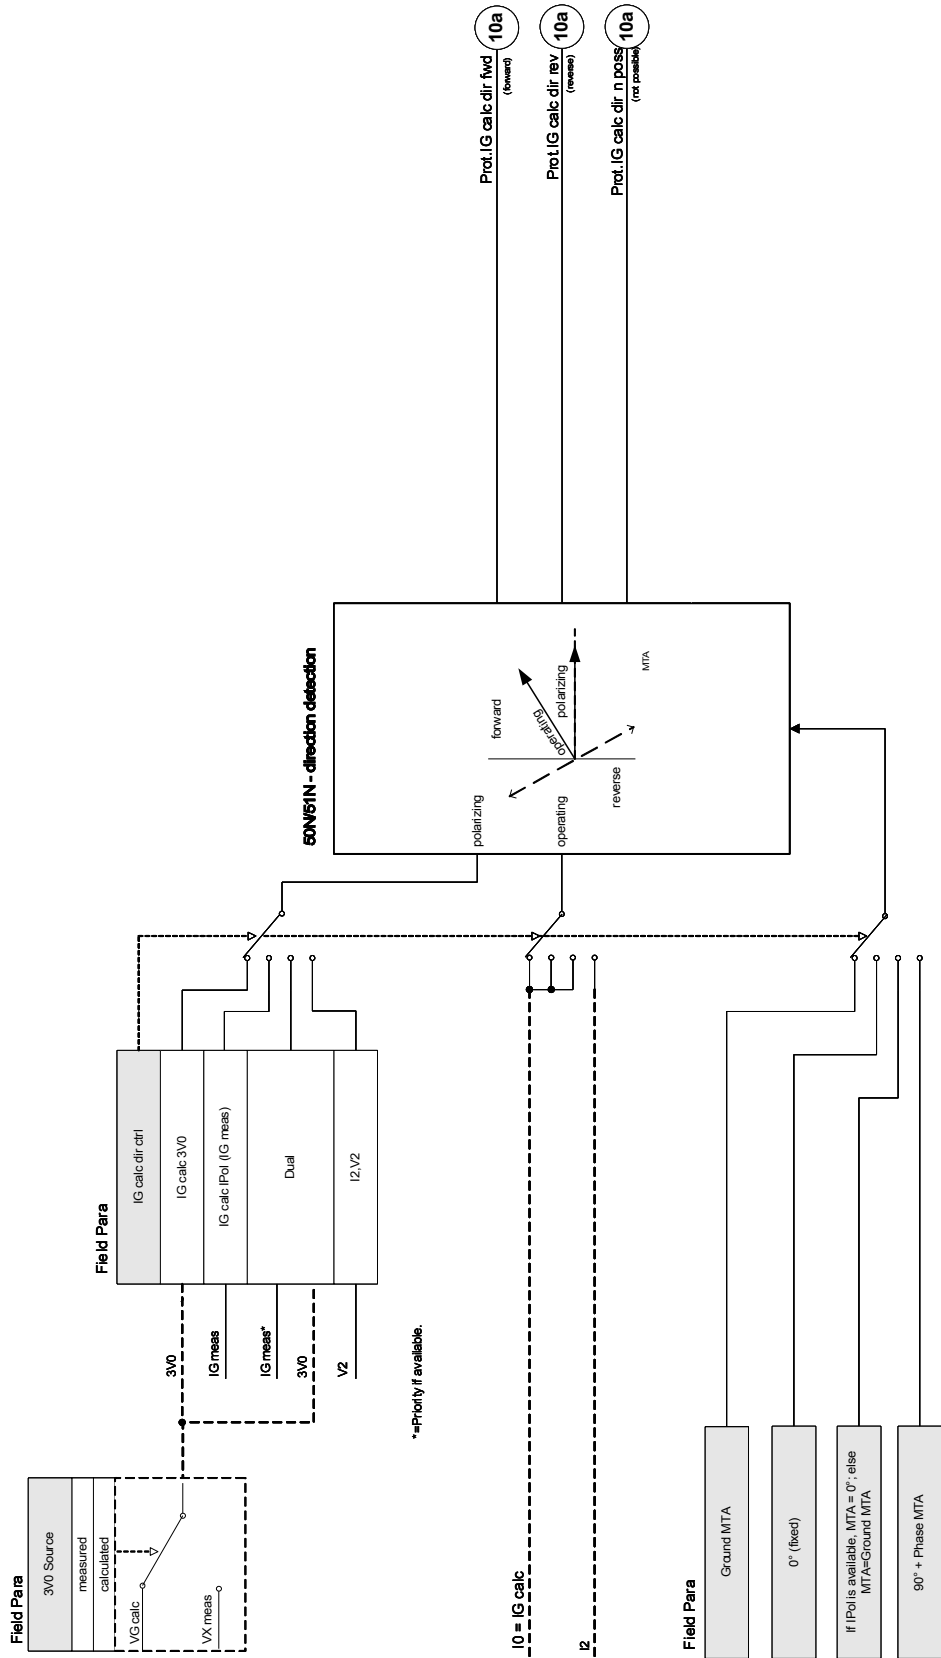 Field Para
3V0 Source
measured
calculated
VG calc
VX meas
Field Para
IG calc dir ctrl
IG calc 3V0
IG calc IPol (IG meas)
Dual
I2,V2
3V0
IG meas
IG meas*
3V0
V2
*=Priority if available.
I0 = IG calc
I2
Field Para
Ground MTA
0° (fixed)
If IPol is available, MTA = 0°; else
MTA=Ground MTA
90° + Phase MTA
50N/51N - direction detection
polarizing
operating
forward
operating
polarizing
reverse
MTA
Prot.IG calc dir fwd
(forward)
10a
Prot.IG calc dir rev
(reverse)
10a
Prot.IG calc dir n poss
(not possible)
10a